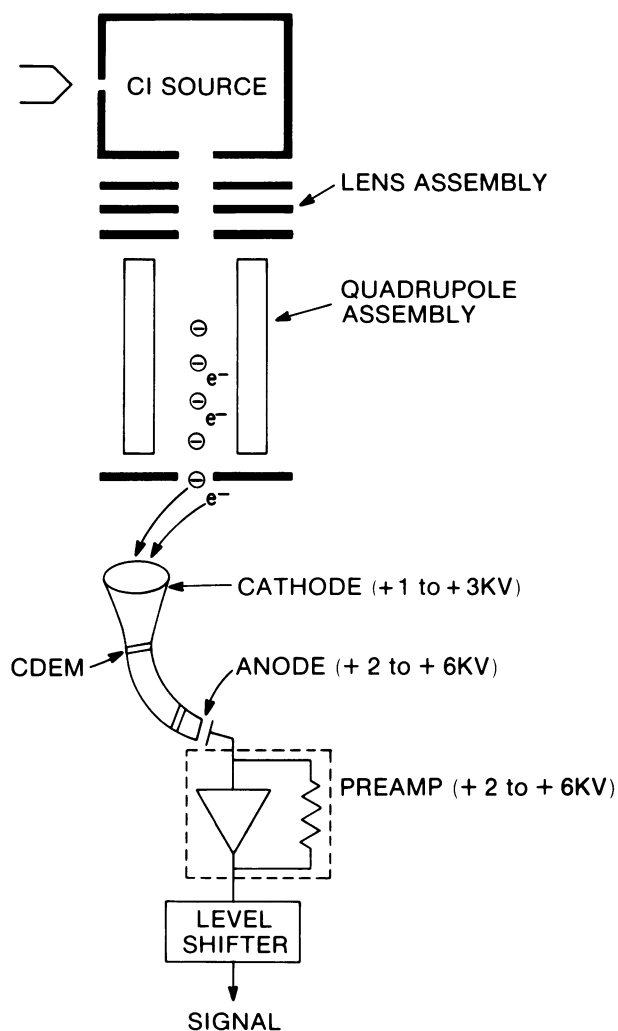 CI SOURCE
LENS ASSEMBLY
QUADRUPOLE
ASSEMBLY
⊖
⊖
e⁻
⊖
e⁻
⊖
⊖
e⁻
CATHODE (+1 to +3KV)
CDEM
ANODE (+ 2 to + 6KV)
PREAMP (+ 2 to + 6KV)
LEVEL
SHIFTER
SIGNAL